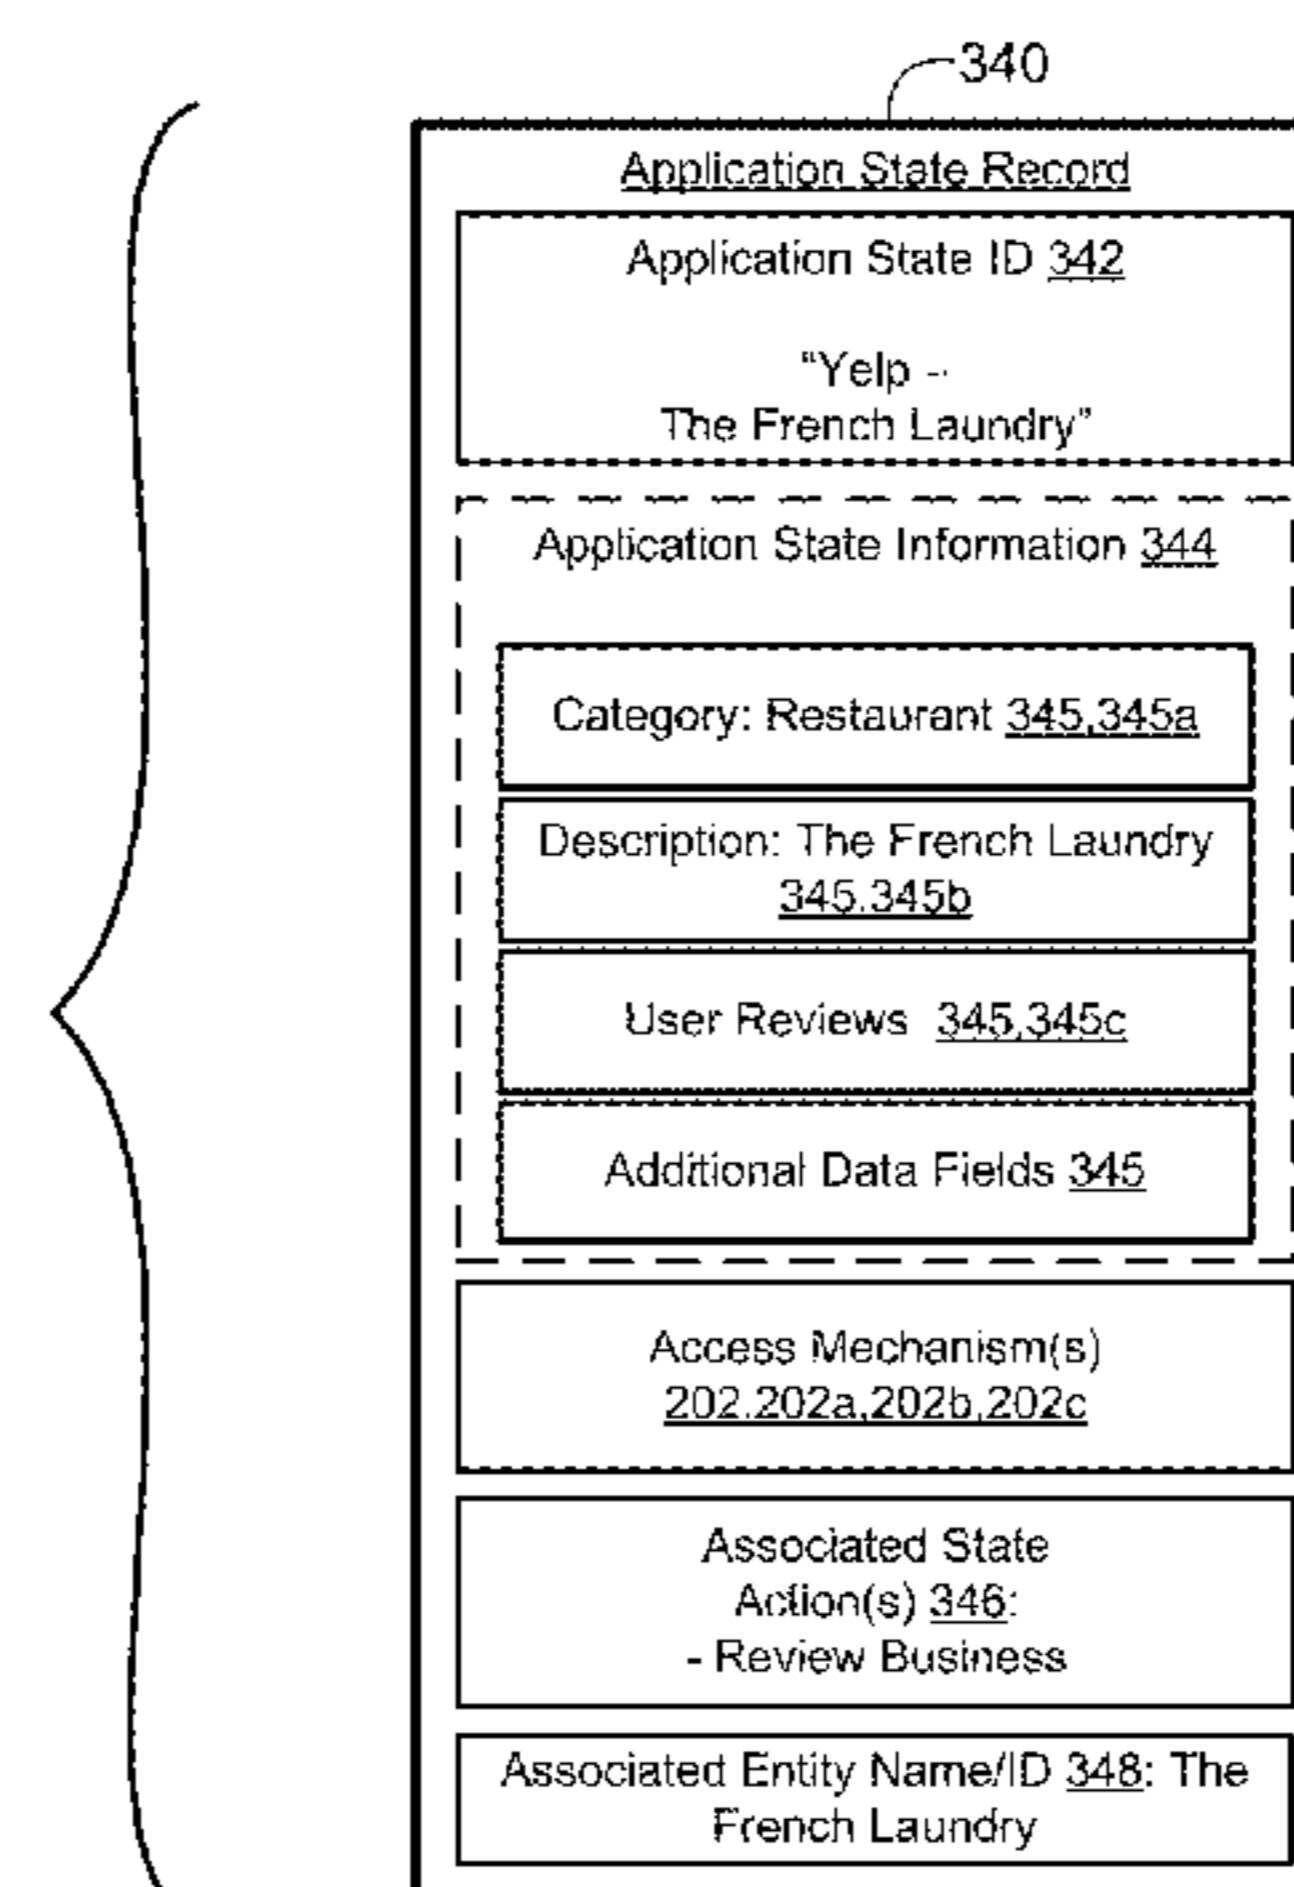 340
Application State Record
Application State ID 342
“Yelp –
The French Laundry”
Application State Information 344
Category: Restaurant 345,345a
Description: The French Laundry
345.345b
User Reviews 345,345c
Additional Data Fields 345
Access Mechanism(s)
202.202a,202b,202c
Associated State
Action(s) 346:
- Review Business
Associated Entity Name/ID 348: The
French Laundry